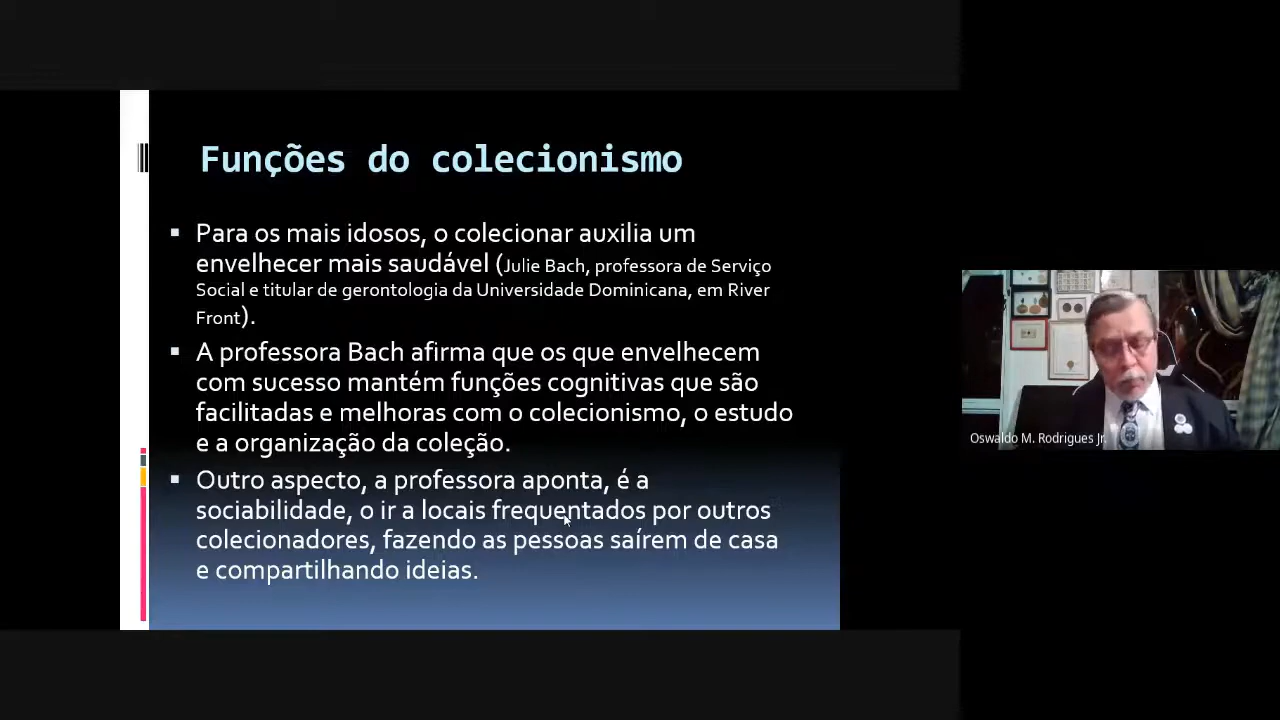 Funções do colecionismo
Para os mais idosos, o colecionar auxilia um
envelhecer mais saudável (Julie Bach, professora de Serviço
Social e titular de gerontologia da Universidade Dominicana, em River
Front).
A professora Bach afirma que os que envelhecem
com sucesso mantém funções cognitivas que são
facilitadas e melhoras com o colecionismo, o estudo
e a organização da coleção.
Outro aspecto, a professora aponta, é a
sociabilidade, o ir a locais frequentados por outros
colecionadores, fazendo as pessoas saírem de casa
e compartilhando ideias.
Oswaldo M. Rodrigues Jr.